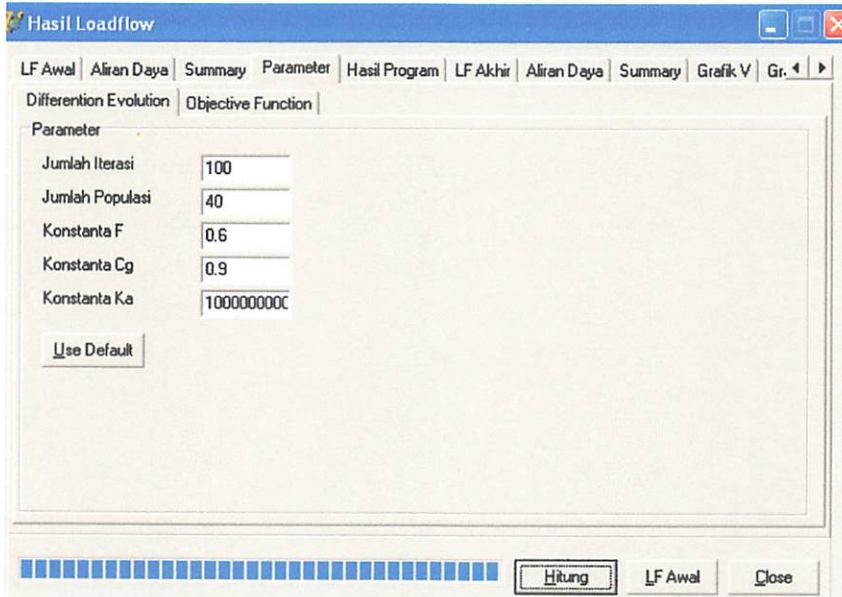 Hasil Loadflow
LF Awal Aliran Daya Summary Parameter Hasil Program LF Akhir Aliran Daya Summary Grafik V Gr.
Differention Evolution Objective Function
Parameter
Jumlah Iterasi 100
Jumlah Populasi 40
Konstanta F 0.6
Konstanta Cg 0.9
Konstanta Ka 1000000000
Use Default
Hitung LF Awal Close